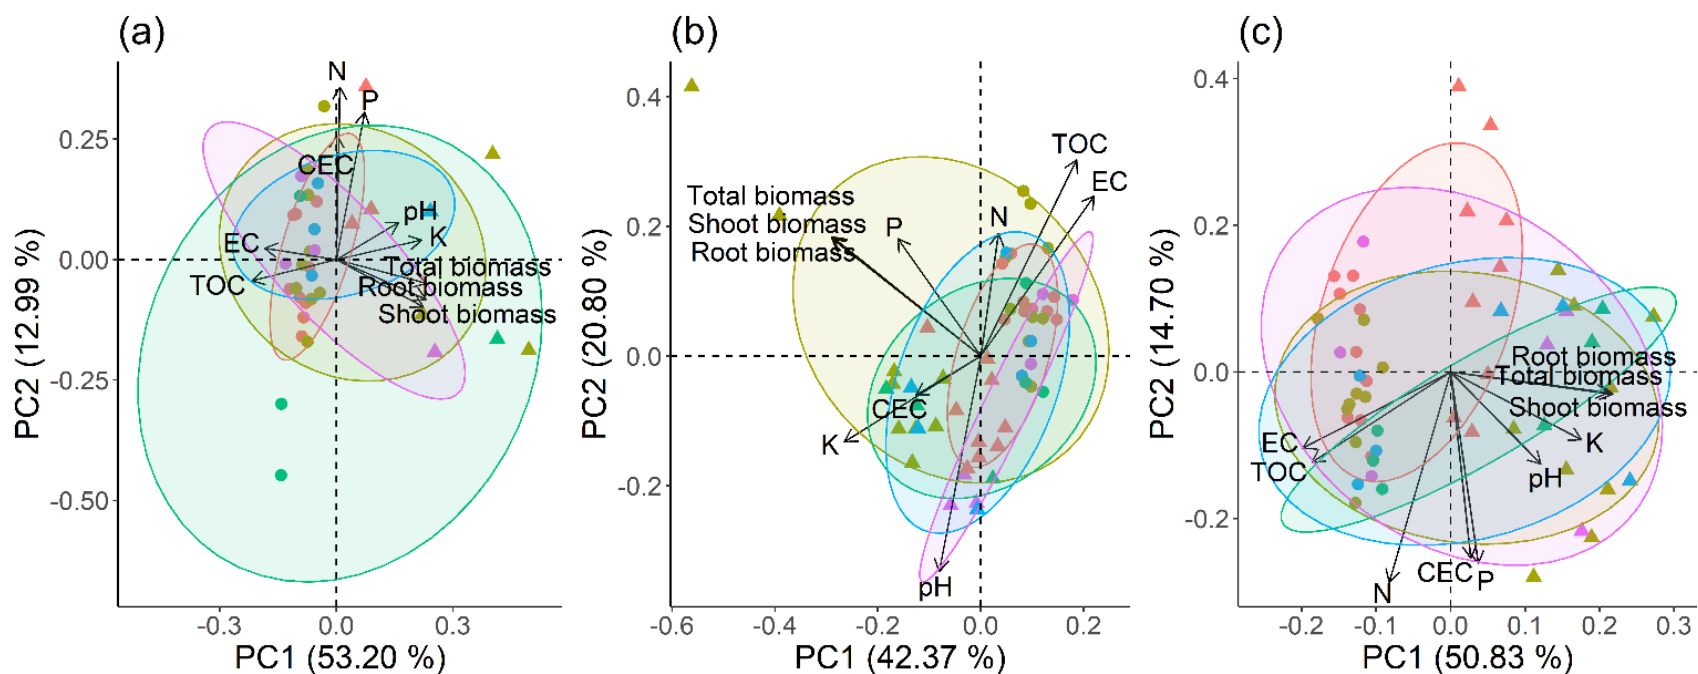 (a)
N
P
CEC
pH
EC
K
TOC
Total biomass
Root biomass
Shoot biomass
0.25
0.00
-0.25
-0.50
PC2 (12.99 %)
-0.3
0.0
0.3
PC1 (53.20 %)
(b)
TOC
EC
Total biomass
Shoot biomass
Root biomass
P
N
CEC
K
pH
0.4
0.2
0.0
-0.2
PC2 (20.80 %)
-0.6
-0.4
-0.2
0.0
0.2
PC1 (42.37 %)
(c)
Root biomass
Total biomass
Shoot biomass
EC
TOC
K
pH
N
CEC
P
0.4
0.2
0.0
-0.2
PC2 (14.70 %)
-0.2
-0.1
0.0
0.1
0.2
0.3
PC1 (50.83 %)